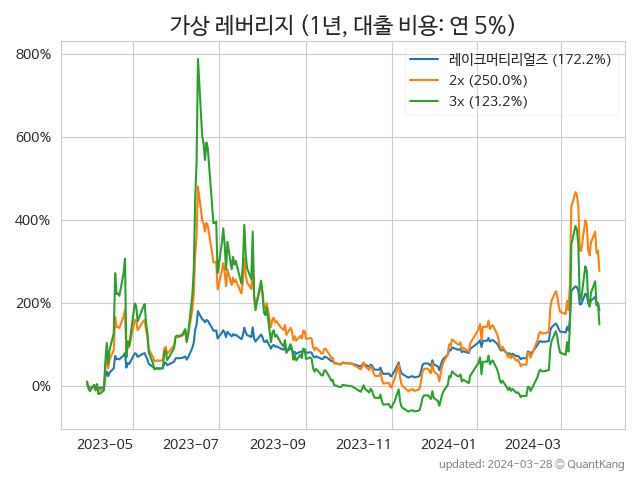 가상 레버리지 (1년, 대출 비용: 연 5%)
800%
600%
400%
200%
0%
레이크머티리얼즈 (172.2%)
2x (250.0%)
3x (123.2%)
2023-05
2023-07
2023-09
2023-11
2024-01
2024-03
updated: 2024-03-28 © QuantKang